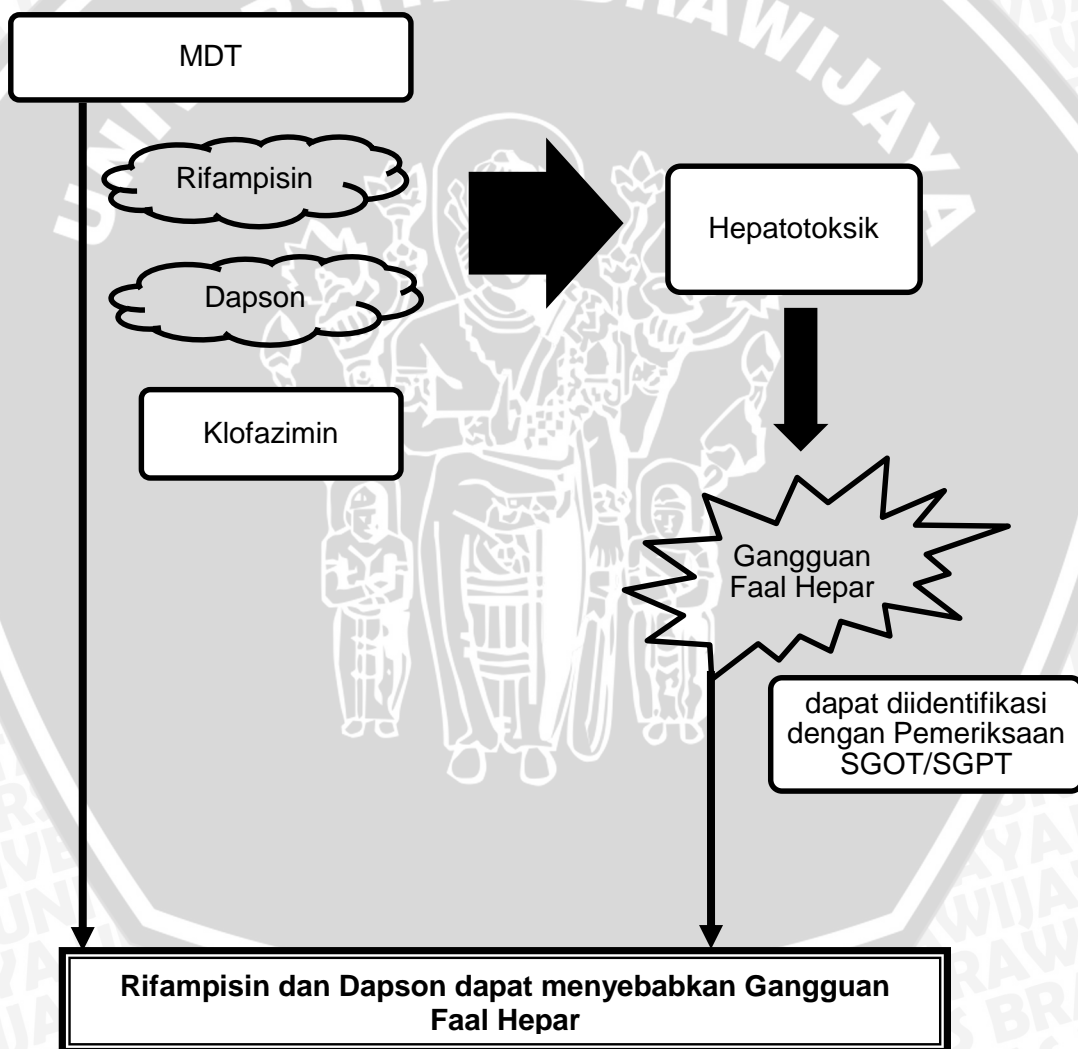 MDT
Rifampisin
Dapson
Klofazimin
Hepatotoksik
Gangguan
Faal Hepar
dapat diidentifikasi
dengan Pemeriksaan
SGOT/SGPT
Rifampisin dan Dapson dapat menyebabkan Gangguan
Faal Hepar